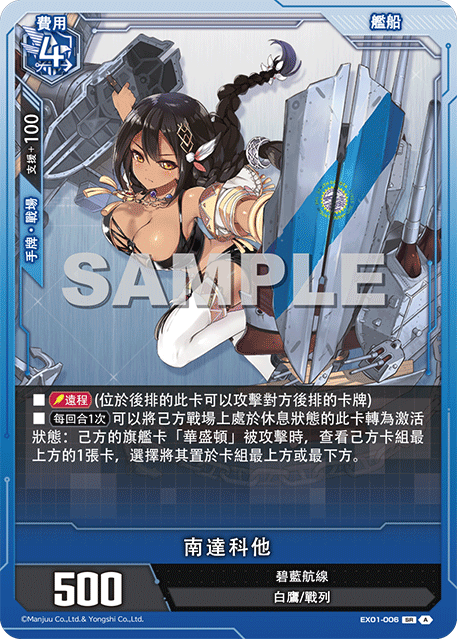 費用
艦船
4
支援+100
手牌・戰場
SAMPLE
■ 遠程 (位於後排的此卡可以攻擊對方後排的卡牌)
■ 每回合1次 可以將己方戰場上處於休息狀態的此卡轉為激活
狀態：己方的旗艦卡「華盛頓」被攻擊時，查看己方卡組最
上方的1張卡，選擇將其置於卡組最上方或最下方。
南達科他
500
碧藍航線
白鷹/戰列
©Manjuu Co.,Ltd.& Yongshi Co.,Ltd.
EX01-006 SR A